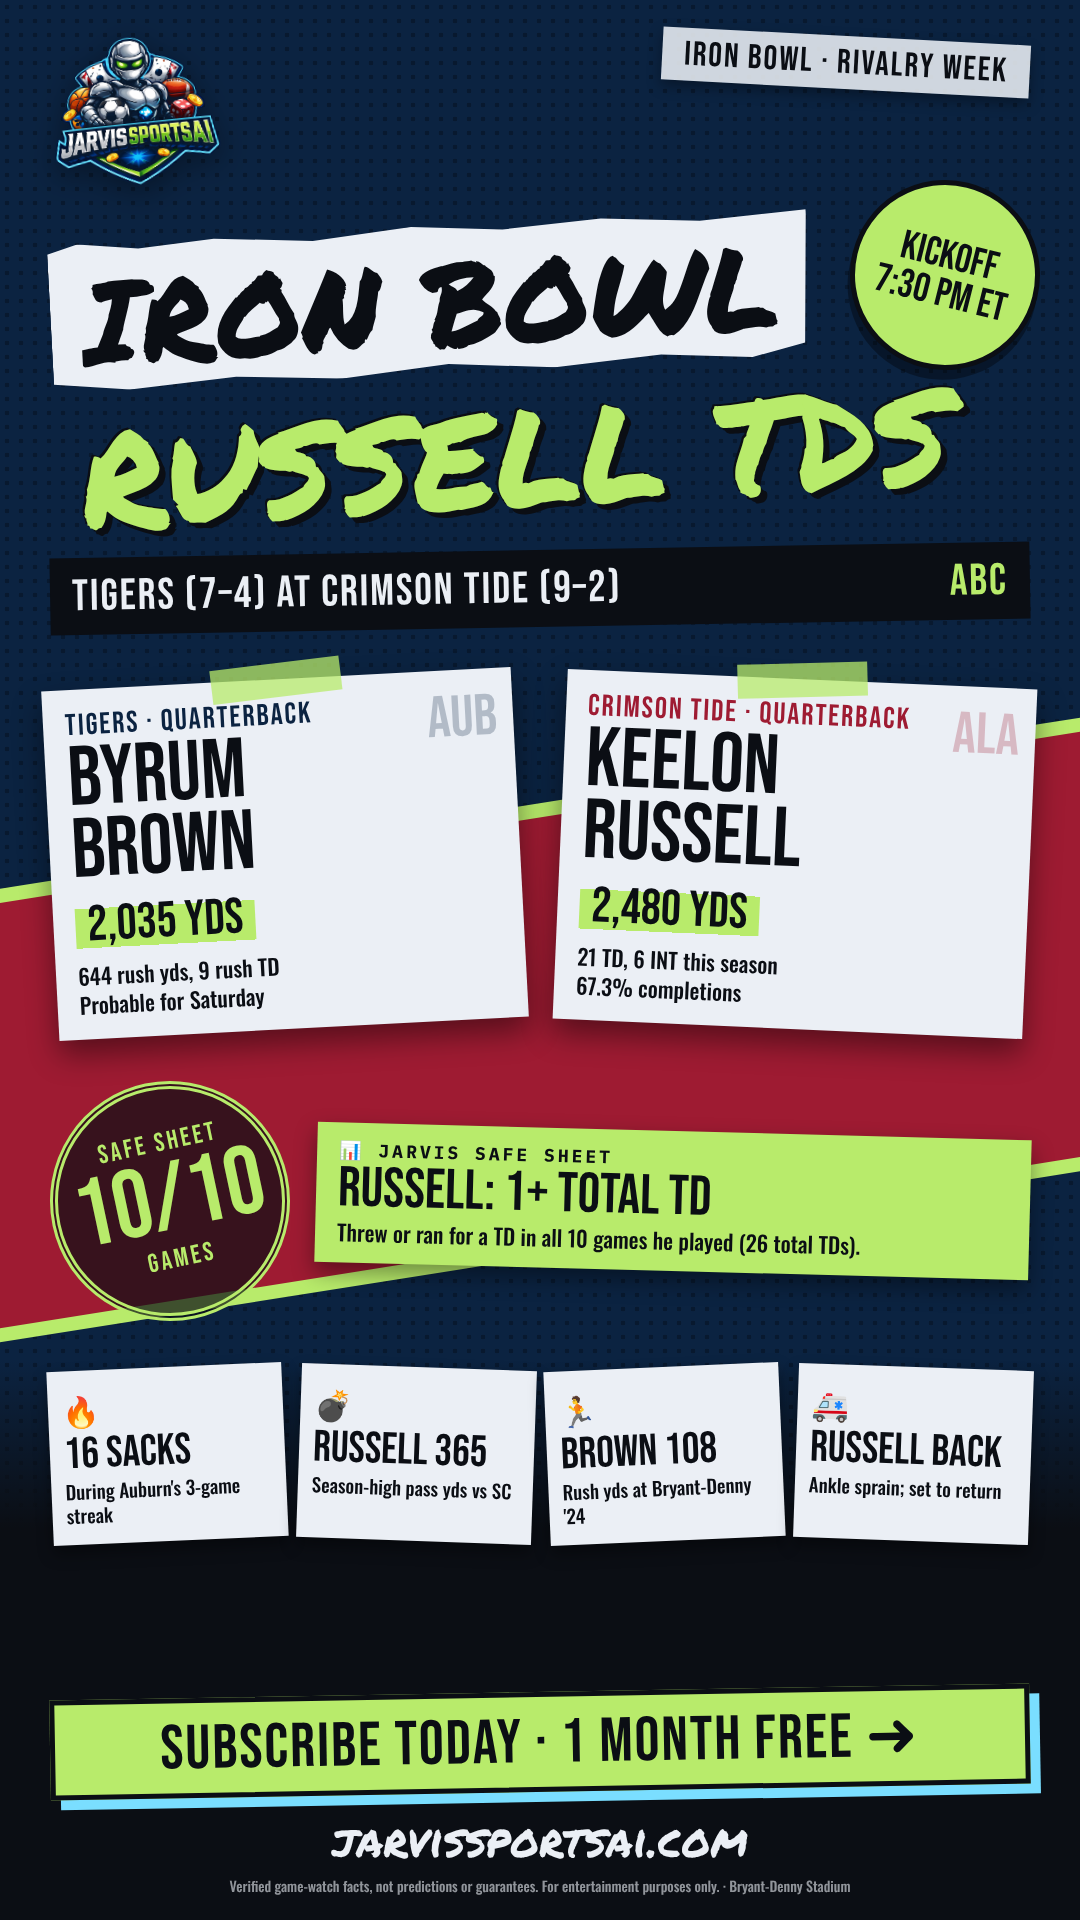 JARVISSPORTSAI
IRON BOWL · RIVALRY WEEK
KICKOFF
7:30 PM ET
IRON BOWL
RUSSELL TDS
TIGERS (7-4) AT CRIMSON TIDE (9-2)
ABC
TIGERS · QUARTERBACK
AUB
BYRUM
BROWN
2,035 YDS
644 rush yds, 9 rush TD
Probable for Saturday
CRIMSON TIDE · QUARTERBACK
ALA
KEELON
RUSSELL
2,480 YDS
21 TD, 6 INT this season
67.3% completions
SAFE SHEET
10/10
GAMES
📊 JARVIS SAFE SHEET
RUSSELL: 1+ TOTAL TD
Threw or ran for a TD in all 10 games he played (26 total TDs).
🔥
16 SACKS
During Auburn's 3-game
streak
💣
RUSSELL 365
Season-high pass yds vs SC
🏃
BROWN 108
Rush yds at Bryant-Denny
'24
🚑
RUSSELL BACK
Ankle sprain; set to return
SUBSCRIBE TODAY · 1 MONTH FREE →
JARVISSPORTSAI.COM
Verified game-watch facts, not predictions or guarantees. For entertainment purposes only. · Bryant-Denny Stadium